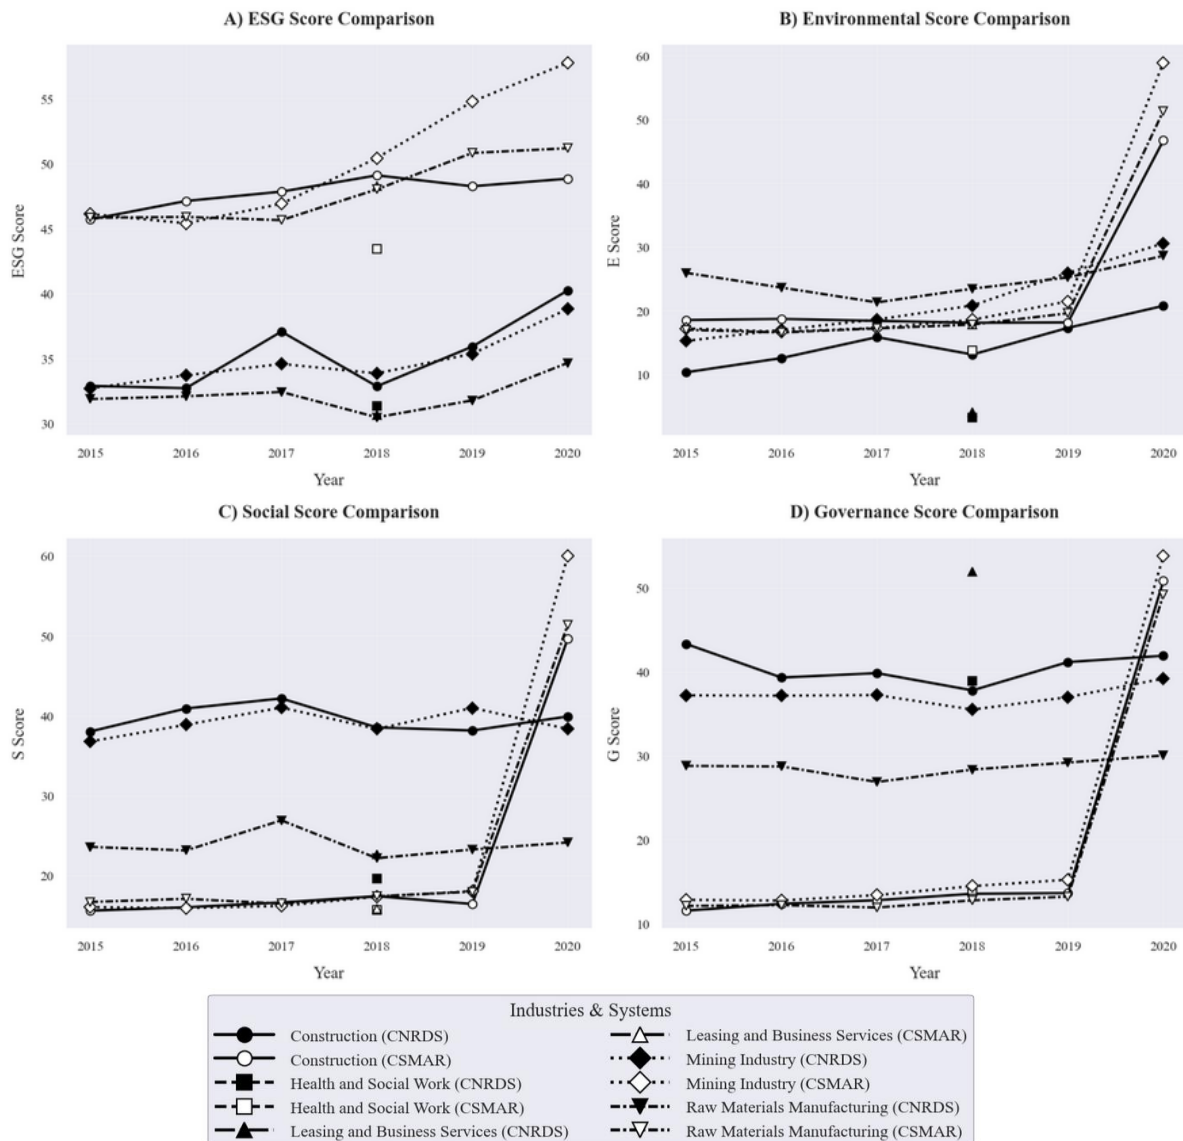 A) ESG Score Comparison
B) Environmental Score Comparison
55
50
45
40
35
30
ESG Score
2015 2016 2017 2018 2019 2020
Year
60
50
40
30
20
10
E Score
2015 2016 2017 2018 2019 2020
Year
C) Social Score Comparison
D) Governance Score Comparison
60
50
40
30
20
S Score
2015 2016 2017 2018 2019 2020
Year
50
40
30
20
10
G Score
2015 2016 2017 2018 2019 2020
Year
Industries & Systems
Construction (CNRDS)
Construction (CSMAR)
Health and Social Work (CNRDS)
Health and Social Work (CSMAR)
Leasing and Business Services (CNRDS)
Leasing and Business Services (CSMAR)
Mining Industry (CNRDS)
Mining Industry (CSMAR)
Raw Materials Manufacturing (CNRDS)
Raw Materials Manufacturing (CSMAR)